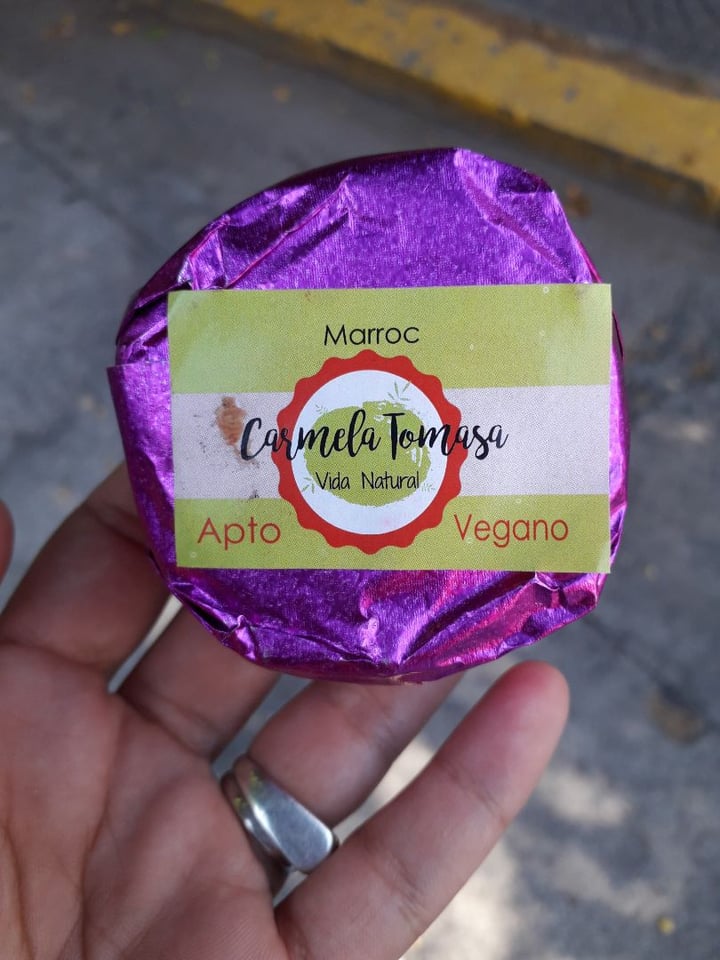 Marroc
Carmela Tomasa
Vida Natural
Apto Vegano